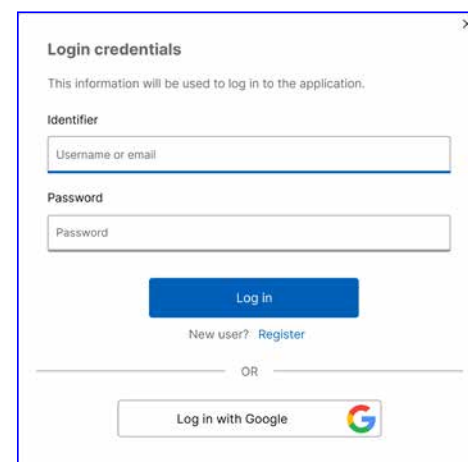 Login credentials
This information will be used to log in to the application.
Identifier
Username or email
Password
Password
Log in
New user? Register
OR
Log in with Google